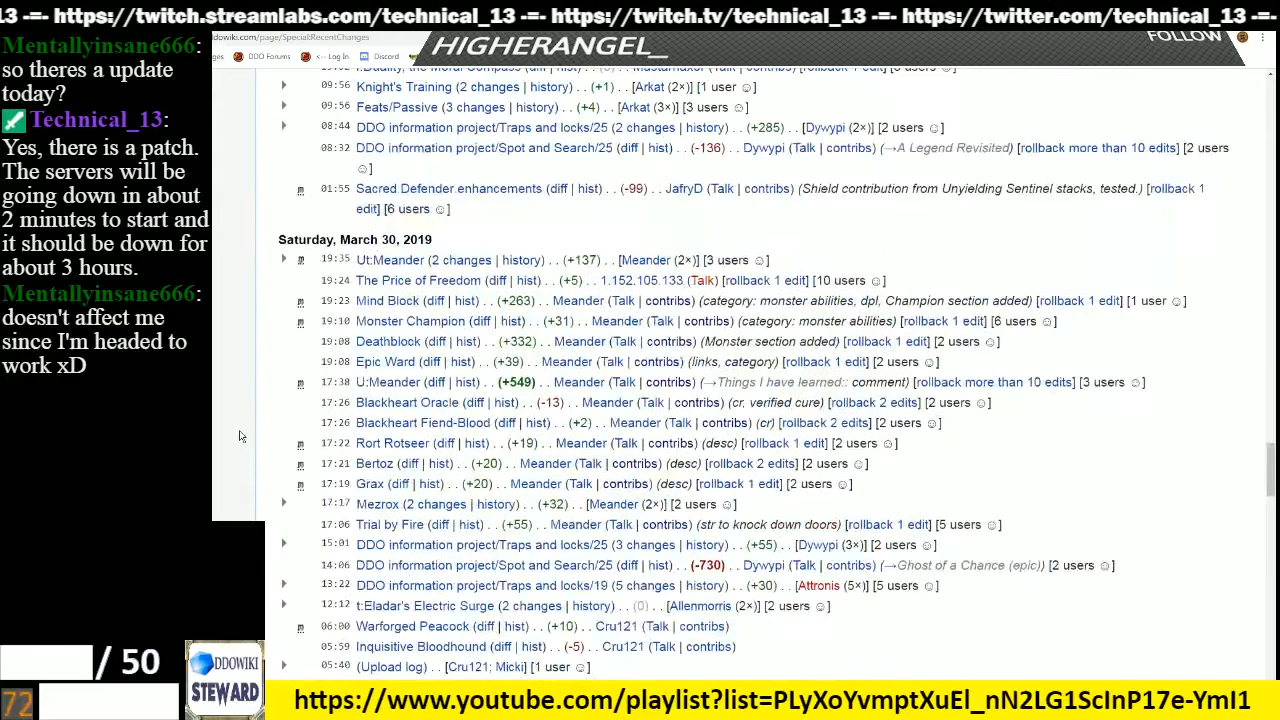 13 -=- https://twitch.streamlabs.com/technical_13 -=- https://twitch.tv/technical_13 -=- https://twitter.com/technical_13 -=-
Mentallyinsane666:
so theres a update
today?
Technical_13:
Yes, there is a patch.
The servers will be
going down in about
2 minutes to start and
it should be down for
about 3 hours.
Mentallyinsane666:
doesn't affect me
since I'm headed to
work xD
/ 50
72
DDOWIKI
STEWARD
ddowiki.com/page/Special:RecentChanges
HIGHERANGEL_
FOLLOW
ges DDO Forums <-- Log In Discord
09:56 Knight's Training (2 changes | history) . . (+1) . . [Arkat (2×)] [1 user ☺]
09:56 Feats/Passive (3 changes | history) . . (+4) . . [Arkat (3×)] [3 users ☺]
08:44 DDO information project/Traps and locks/25 (2 changes | history) . . (+285) . . [Dywypi (2×)] [2 users ☺]
08:32 DDO information project/Spot and Search/25 (diff | hist) . . (-136) . . Dywypi (Talk | contribs) (→A Legend Revisited) [rollback more than 10 edits] [2 users
☺]
m 01:55 Sacred Defender enhancements (diff | hist) . . (-99) . . JafryD (Talk | contribs) (Shield contribution from Unyielding Sentinel stacks, tested.) [rollback 1
edit] [6 users ☺]
Saturday, March 30, 2019
m 19:35 Ut:Meander (2 changes | history) . . (+137) . . [Meander (2×)] [3 users ☺]
19:24 The Price of Freedom (diff | hist) . . (+5) . . 1.152.105.133 (Talk) [rollback 1 edit] [10 users ☺]
m 19:23 Mind Block (diff | hist) . . (+263) . . Meander (Talk | contribs) (category: monster abilities, dpl, Champion section added) [rollback 1 edit] [1 user ☺]
m 19:10 Monster Champion (diff | hist) . . (+31) . . Meander (Talk | contribs) (category: monster abilities) [rollback 1 edit] [6 users ☺]
19:08 Deathblock (diff | hist) . . (+332) . . Meander (Talk | contribs) (Monster section added) [rollback 1 edit] [2 users ☺]
19:08 Epic Ward (diff | hist) . . (+39) . . Meander (Talk | contribs) (links, category) [rollback 1 edit] [2 users ☺]
m 17:38 U:Meander (diff | hist) . . (+549) . . Meander (Talk | contribs) (→Things I have learned:: comment) [rollback more than 10 edits] [3 users ☺]
17:26 Blackheart Oracle (diff | hist) . . (-13) . . Meander (Talk | contribs) (cr, verified cure) [rollback 2 edits] [2 users ☺]
17:26 Blackheart Fiend-Blood (diff | hist) . . (+2) . . Meander (Talk | contribs) (cr) [rollback 2 edits] [2 users ☺]
m 17:22 Rort Rotseer (diff | hist) . . (+19) . . Meander (Talk | contribs) (desc) [rollback 1 edit] [2 users ☺]
m 17:21 Bertoz (diff | hist) . . (+20) . . Meander (Talk | contribs) (desc) [rollback 2 edits] [2 users ☺]
m 17:19 Grax (diff | hist) . . (+20) . . Meander (Talk | contribs) (desc) [rollback 1 edit] [2 users ☺]
17:17 Mezrox (2 changes | history) . . (+32) . . [Meander (2×)] [2 users ☺]
17:06 Trial by Fire (diff | hist) . . (+55) . . Meander (Talk | contribs) (str to knock down doors) [rollback 1 edit] [5 users ☺]
15:01 DDO information project/Traps and locks/25 (3 changes | history) . . (+55) . . [Dywypi (3×)] [2 users ☺]
14:06 DDO information project/Spot and Search/25 (diff | hist) . . (-730) . . Dywypi (Talk | contribs) (→Ghost of a Chance (epic)) [2 users ☺]
13:22 DDO information project/Traps and locks/19 (5 changes | history) . . (+30) . . [Attronis (5×)] [5 users ☺]
12:12 t:Eladar's Electric Surge (2 changes | history) . . (0) . . [Allenmorris (2×)] [2 users ☺]
m 06:00 Warforged Peacock (diff | hist) . . (+10) . . Cru121 (Talk | contribs)
05:59 Inquisitive Bloodhound (diff | hist) . . (-5) . . Cru121 (Talk | contribs)
05:40 (Upload log) . . [Cru121; Micki] [1 user ☺]
https://www.youtube.com/playlist?list=PLyXoYvmptXuEl_nN2LG1ScInP17e-YmI1